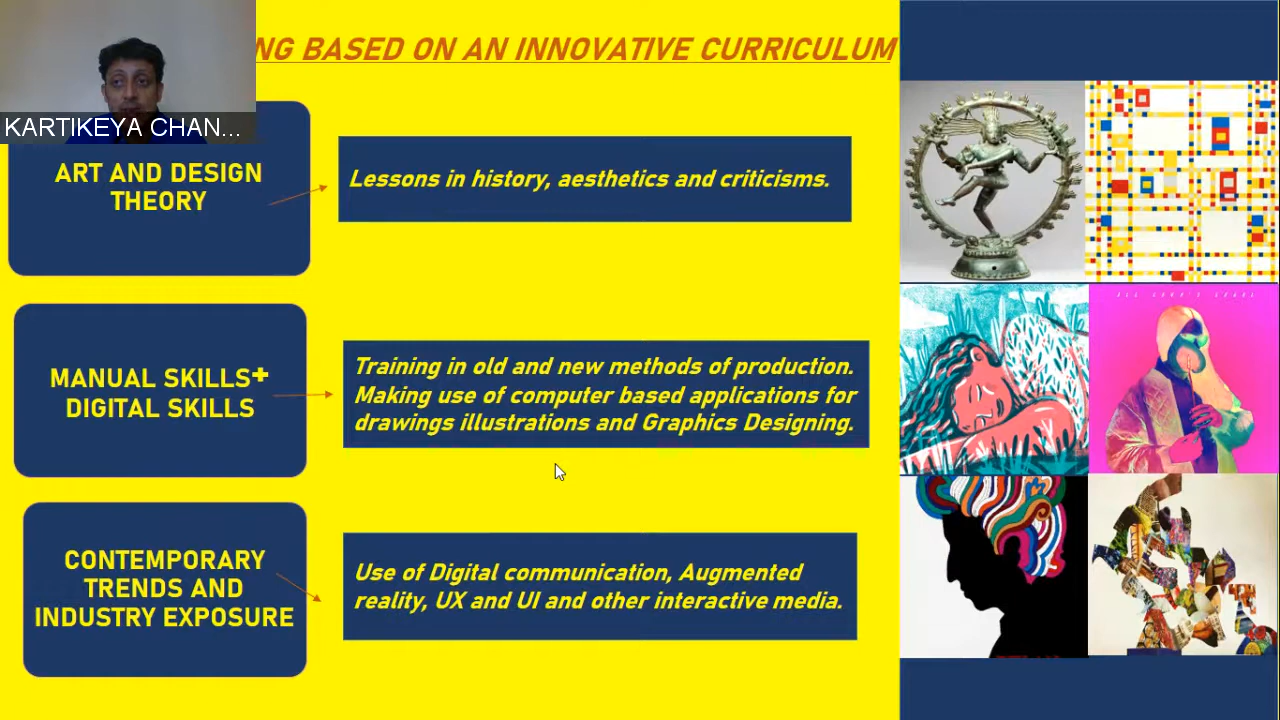 NG BASED ON AN INNOVATIVE CURRICULUM
KARTIKEYA CHAN...
ART AND DESIGN
THEORY
Lessons in history, aesthetics and criticisms.
MANUAL SKILLS+
DIGITAL SKILLS
Training in old and new methods of production.
Making use of computer based applications for
drawings illustrations and Graphics Designing.
CONTEMPORARY
TRENDS AND
INDUSTRY EXPOSURE
Use of Digital communication, Augmented
reality, UX and UI and other interactive media.